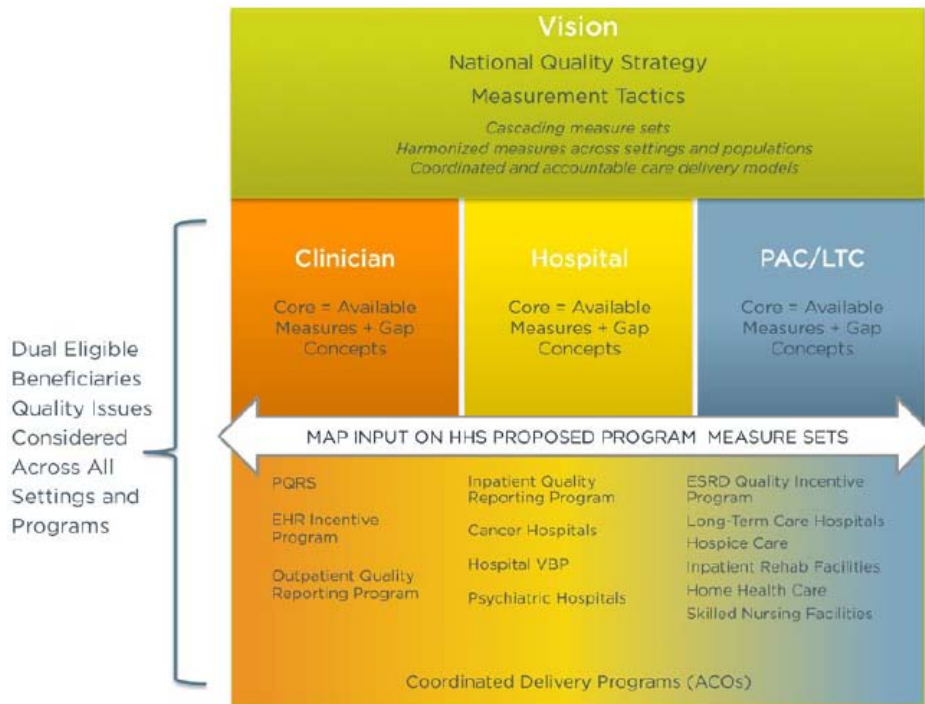 Vision
National Quality Strategy
Measurement Tactics
Cascading measure sets
Harmonized measures across settings and populations
Coordinated and accountable care delivery models
Dual Eligible
Beneficiaries
Quality Issues
Considered
Across All
Settings and
Programs
Clinician
Core = Available
Measures + Gap
Concepts
Hospital
Core = Available
Measures + Gap
Concepts
PAC/LTC
Core = Available
Measures + Gap
Concepts
MAP INPUT ON HHS PROPOSED PROGRAM MEASURE SETS
PQRS
EHR Incentive
Program
Outpatient Quality
Reporting Program
Inpatient Quality
Reporting Program
Cancer Hospitals
Hospital VBP
Psychiatric Hospitals
ESRD Quality Incentive
Program
Long-Term Care Hospitals
Hospice Care
Inpatient Rehab Facilities
Home Health Care
Skilled Nursing Facilities
Coordinated Delivery Programs (ACOs)